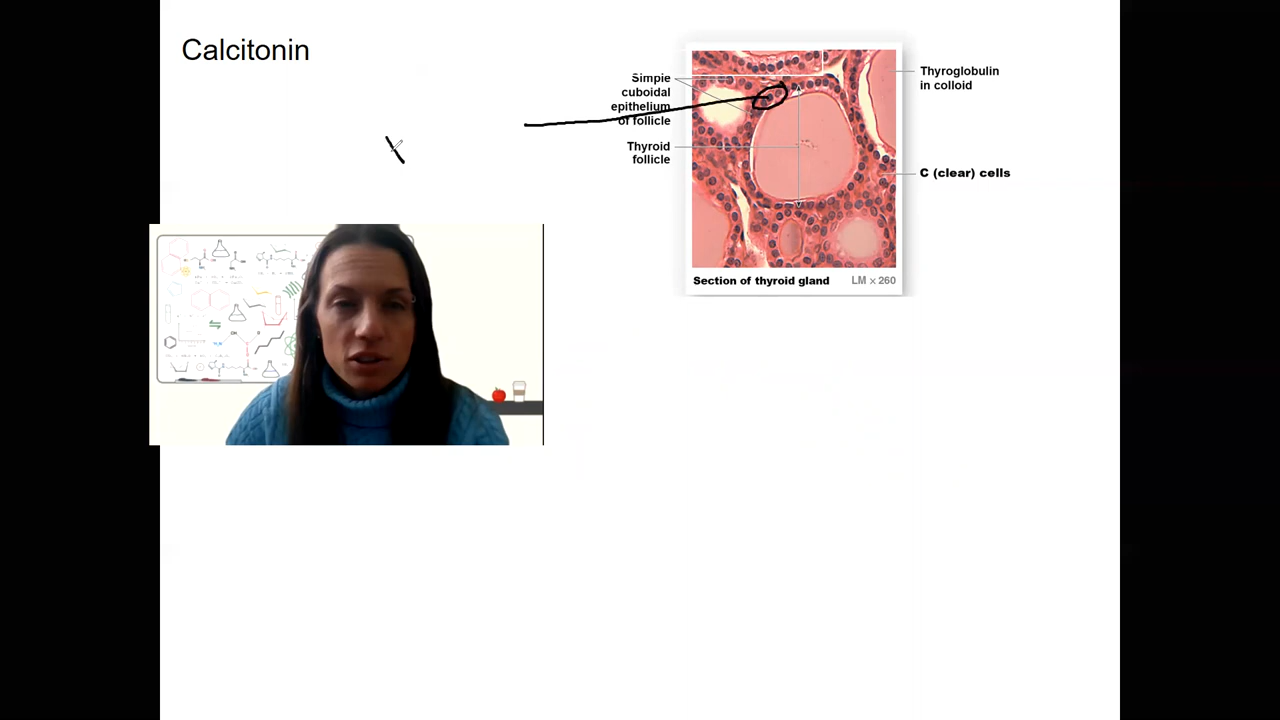 Calcitonin
Simple
cuboidal
epithelium
of follicle
Thyroid
follicle
Thyroglobulin
in colloid
C (clear) cells
Section of thyroid gland
LM × 260